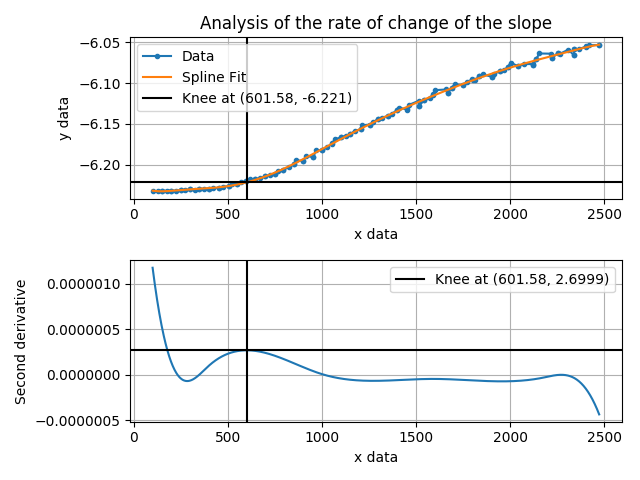 Analysis of the rate of change of the slope
−6.05
−6.10
−6.15
−6.20
y data
Data
Spline Fit
Knee at (601.58, -6.221)
0 500 1000 1500 2000 2500
x data
0.0000010
0.0000005
0.0000000
−0.0000005
Second derivative
Knee at (601.58, 2.6999)
0 500 1000 1500 2000 2500
x data